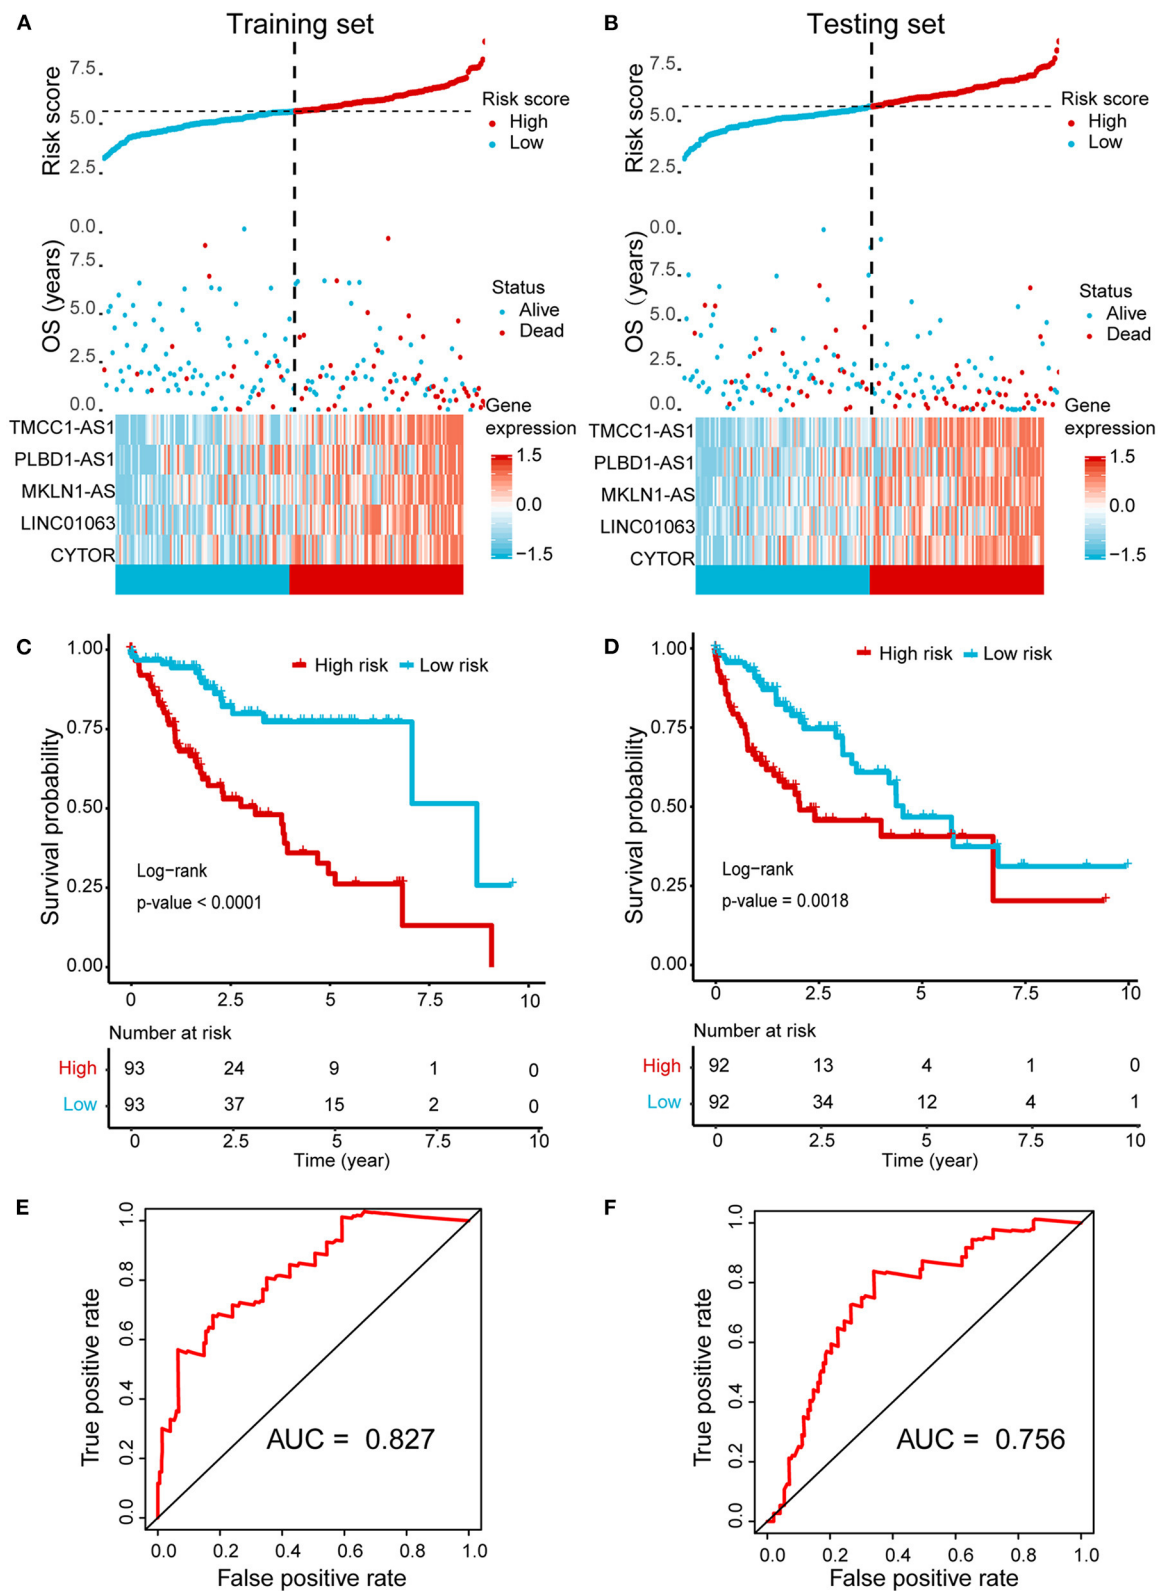 A
Training set
Risk score
7.5
5.0
2.5
Risk score
High
Low
OS (years)
0.0
7.5
5.0
2.5
0.0
Status
Alive
Dead
TMCC1-AS1
PLBD1-AS1
MKLN1-AS
LINC01063
CYTOR
Gene
expression
1.5
0.0
−1.5
B
Testing set
Risk score
7.5
5.0
2.5
Risk score
High
Low
OS (years)
0.0
7.5
5.0
2.5
0.0
Status
Alive
Dead
TMCC1-AS1
PLBD1-AS1
MKLN1-AS
LINC01063
CYTOR
Gene
expression
1.5
0.0
−1.5
C
Survival probability
1.00
0.75
0.50
0.25
0.00
High risk Low risk
Log−rank
p-value < 0.0001
0 2.5 5 7.5 10
Number at risk
High 93 24 9 1 0
Low 93 37 15 2 0
0 2.5 5 7.5 10
Time (year)
D
Survival probability
1.00
0.75
0.50
0.25
0.00
High risk Low risk
Log−rank
p-value = 0.0018
0 2.5 5 7.5 10
Number at risk
High 92 13 4 1 0
Low 92 34 12 4 1
0 2.5 5 7.5 10
Time (year)
E
True positive rate
1.0
0.8
0.6
0.4
0.2
0.0
AUC = 0.827
0.0 0.2 0.4 0.6 0.8 1.0
False positive rate
F
True positive rate
1.0
0.8
0.6
0.4
0.2
0.0
AUC = 0.756
0.0 0.2 0.4 0.6 0.8 1.0
False positive rate